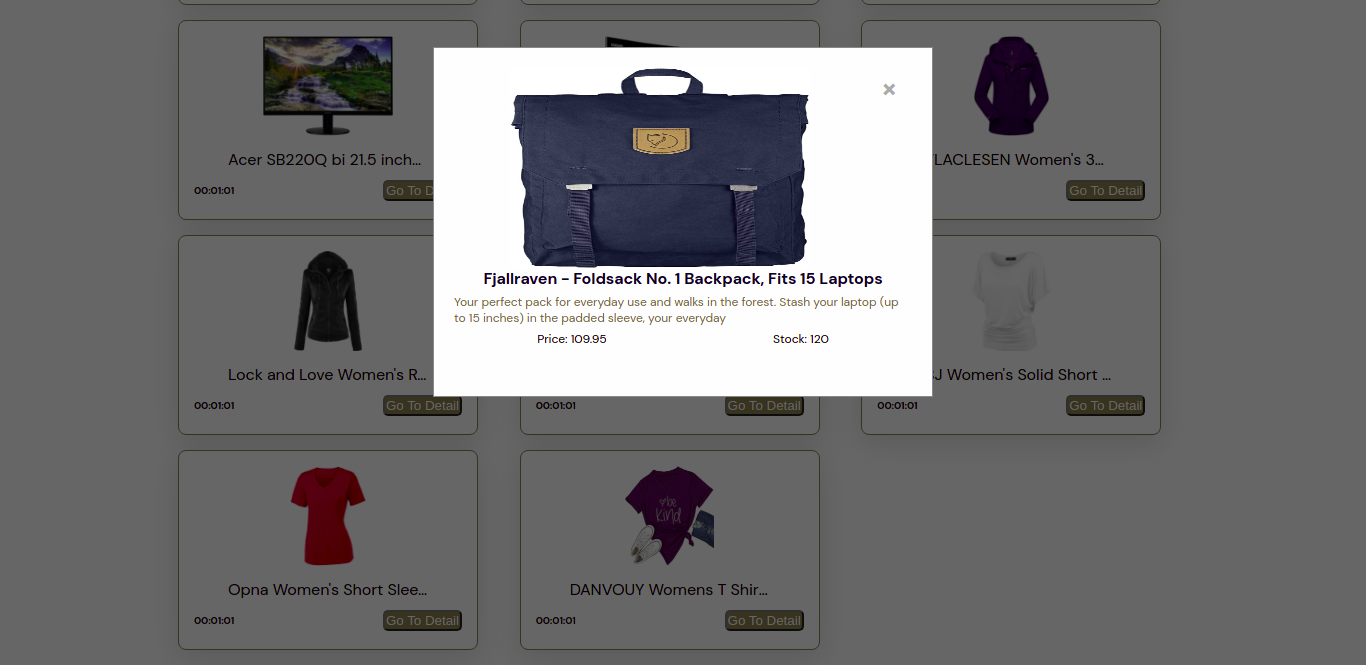 Acer SB220Q bi 21.5 inch...
00:01:01
Go To D
LACLESEN Women's 3...
Go To Detail
×
Fjallraven - Foldsack No. 1 Backpack, Fits 15 Laptops
Your perfect pack for everyday use and walks in the forest. Stash your laptop (up
to 15 inches) in the padded sleeve, your everyday
Price: 109.95
Stock: 120
Lock and Love Women's R...
00:01:01
Go To Detail
00:01:01
Go To Detail
J Women's Solid Short ...
00:01:01
Go To Detail
Opna Women's Short Slee...
00:01:01
Go To Detail
be
kind
DANVOUY Womens T Shir...
00:01:01
Go To Detail